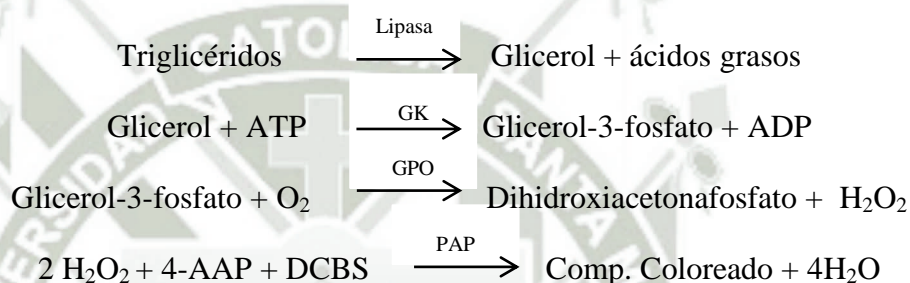 Lipasa
Triglicéridos Glicerol + ácidos grasos
GK
Glicerol + ATP Glicerol-3-fosfato + ADP
GPO
Glicerol-3-fosfato + O₂ Dihidroxiacetonafosfato + H₂O₂
PAP
2 H₂O₂ + 4-AAP + DCBS Comp. Coloreado + 4H₂O